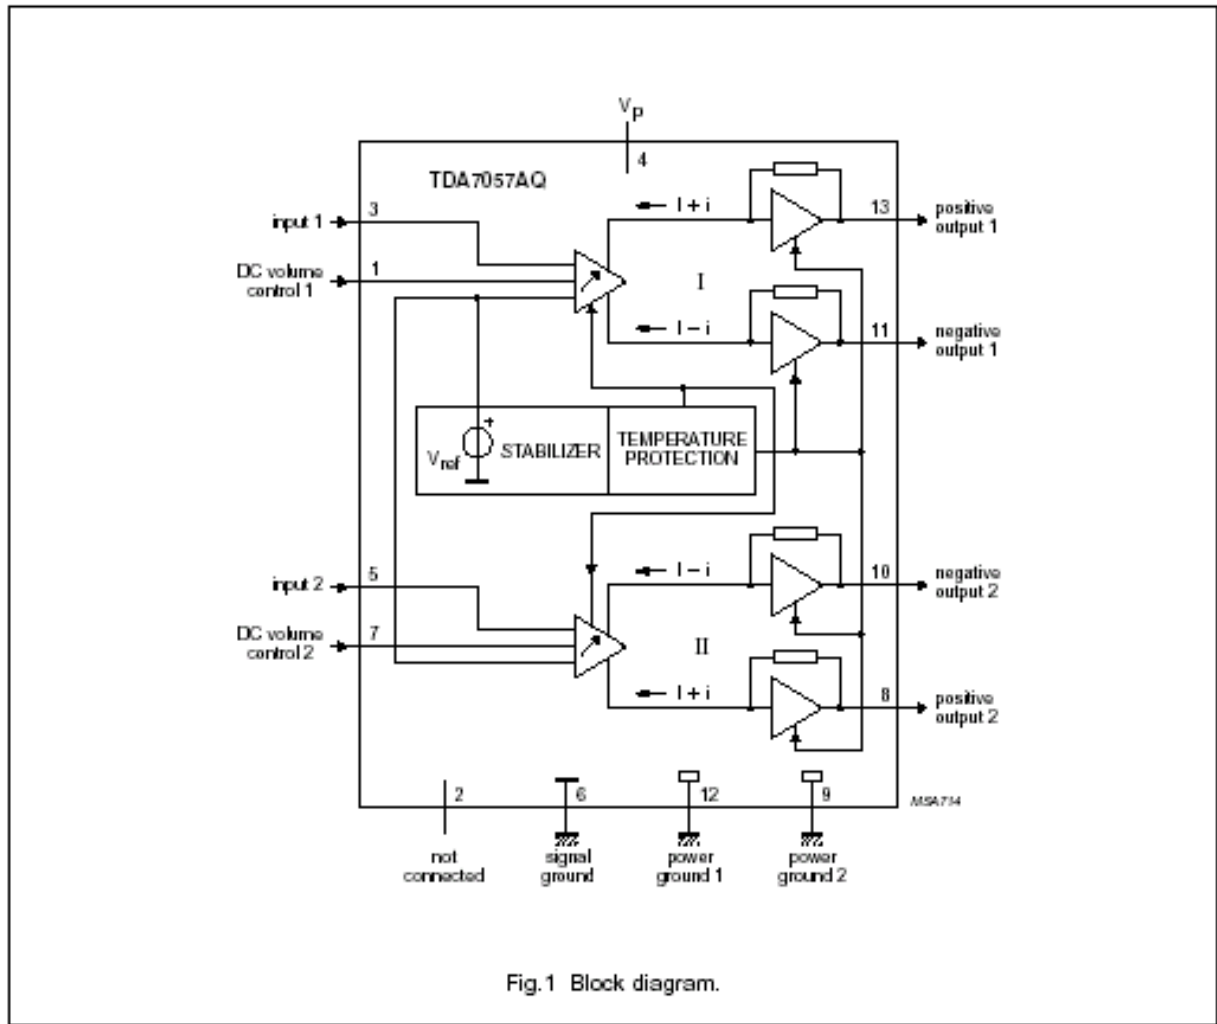 Vp
4
TDA7057AQ
3
input 1
I + i
13
positive
output 1
1
DC volume
control 1
I
I – i
11
negative
output 1
+
Vref
STABILIZER
TEMPERATURE
PROTECTION
5
input 2
I – i
10
negative
output 2
7
DC volume
control 2
II
I + i
8
positive
output 2
2
6
12
9
MSA714
not
connected
signal
ground
power
ground 1
power
ground 2
Fig.1 Block diagram.